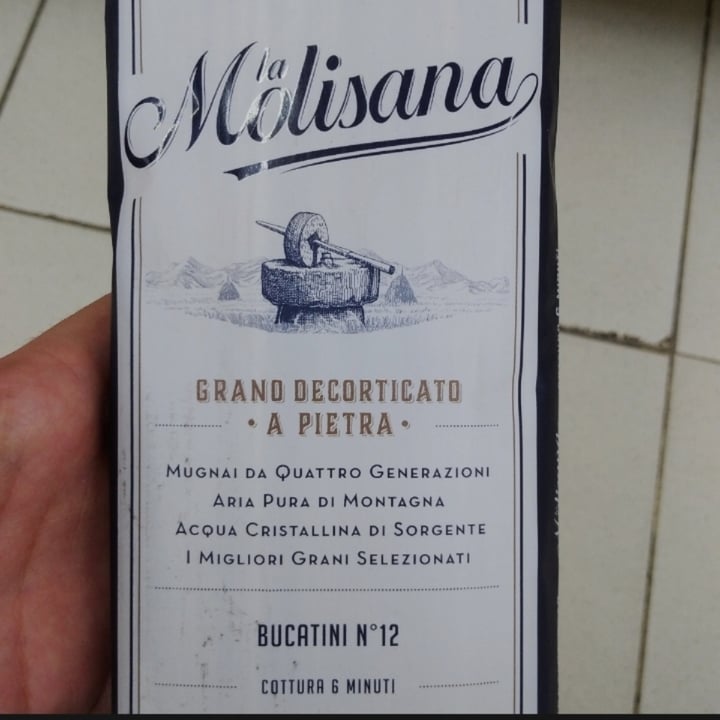 la
Molisana
GRANO DECORTICATO
• A PIETRA •
MUGNAI DA QUATTRO GENERAZIONI
ARIA PURA DI MONTAGNA
ACQUA CRISTALLINA DI SORGENTE
I MIGLIORI GRANI SELEZIONATI
BUCATINI N°12
COTTURA 6 MINUTI